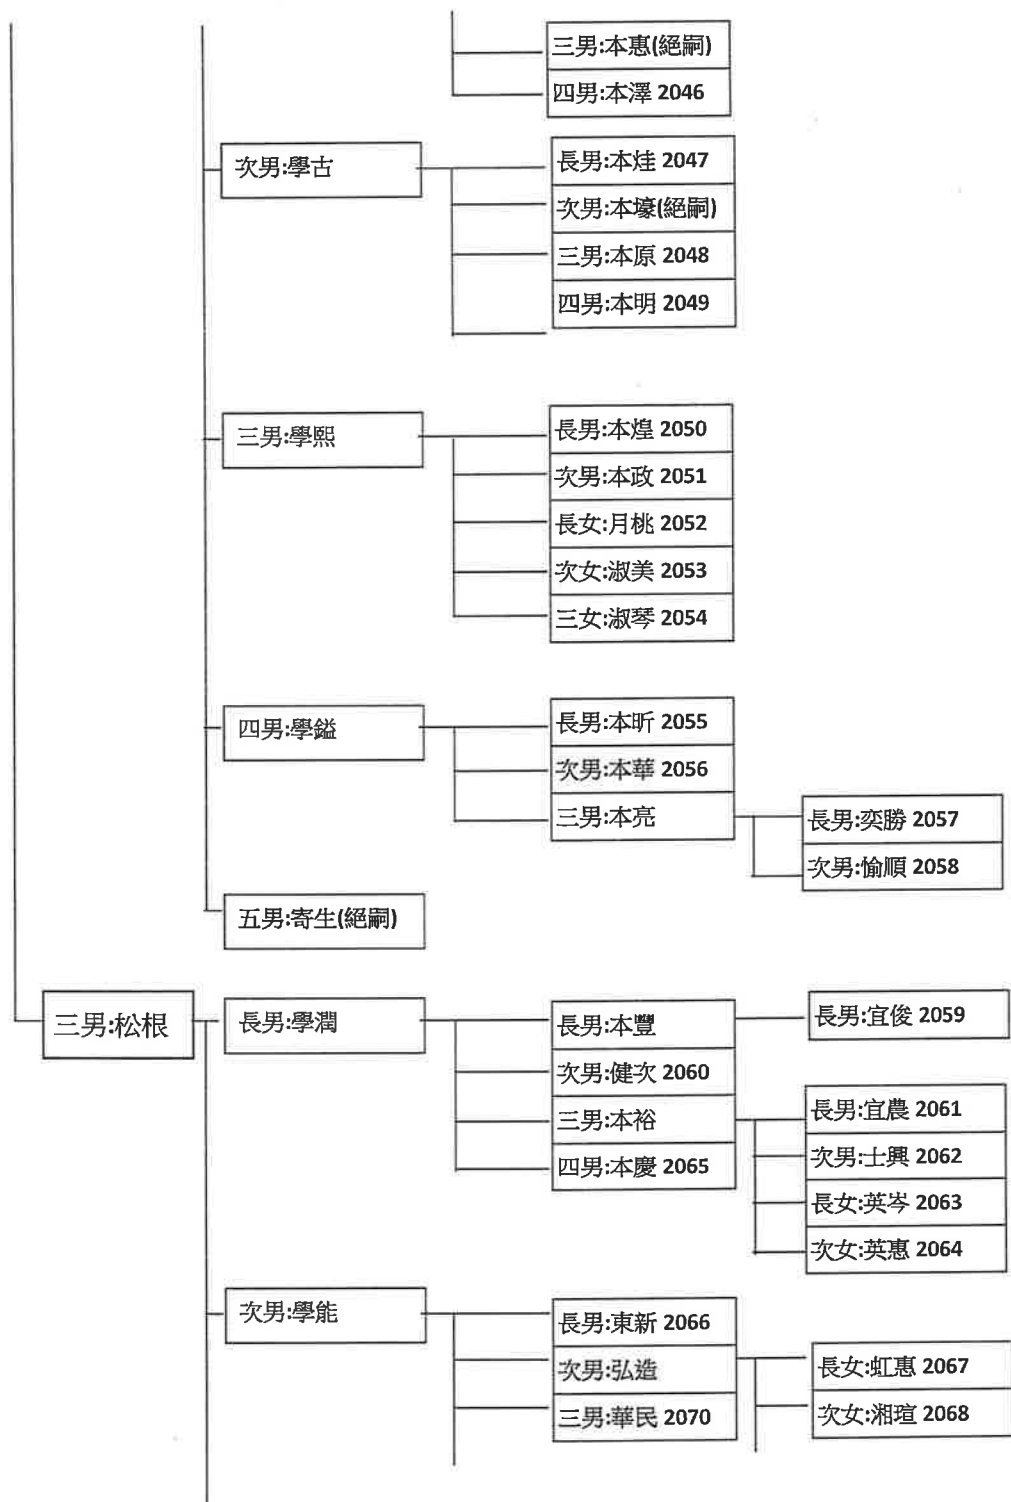 三男:本惠(絕嗣)
四男:本澤 2046
次男:學古
長男:本烓 2047
次男:本壕(絕嗣)
三男:本原 2048
四男:本明 2049
三男:學熙
長男:本煌 2050
次男:本政 2051
長女:月桃 2052
次女:淑美 2053
三女:淑琴 2054
四男:學鎰
長男:本昕 2055
次男:本華 2056
三男:本亮
長男:奕勝 2057
次男:愉順 2058
五男:寄生(絕嗣)
三男:松根
長男:學潤
長男:本豐
長男:宜俊 2059
次男:健次 2060
三男:本裕
長男:宜農 2061
次男:士興 2062
長女:英岑 2063
次女:英惠 2064
四男:本慶 2065
次男:學能
長男:東新 2066
次男:弘造
長女:虹惠 2067
次女:湘瑄 2068
三男:華民 2070